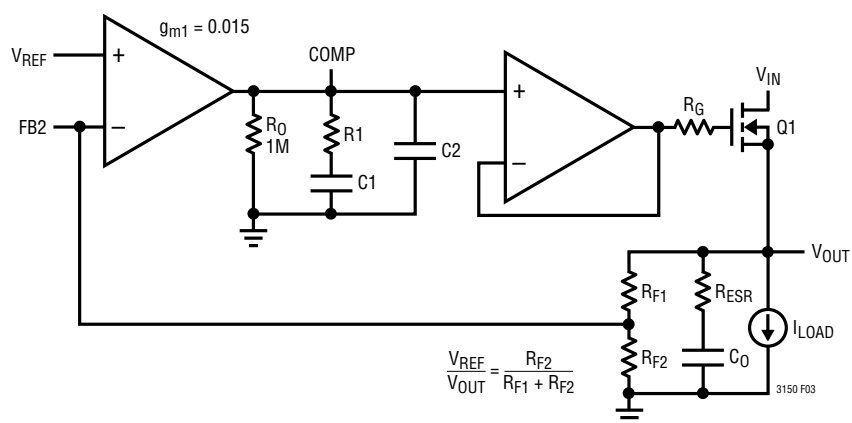 g_m1 = 0.015
V_REF
+
FB2
–
COMP
R_O
1M
R1
C1
C2
+
–
R_G
V_IN
Q1
V_OUT
R_F1
R_ESR
I_LOAD
R_F2
C_O
V_REF / V_OUT = R_F2 / R_F1 + R_F2
3150 F03